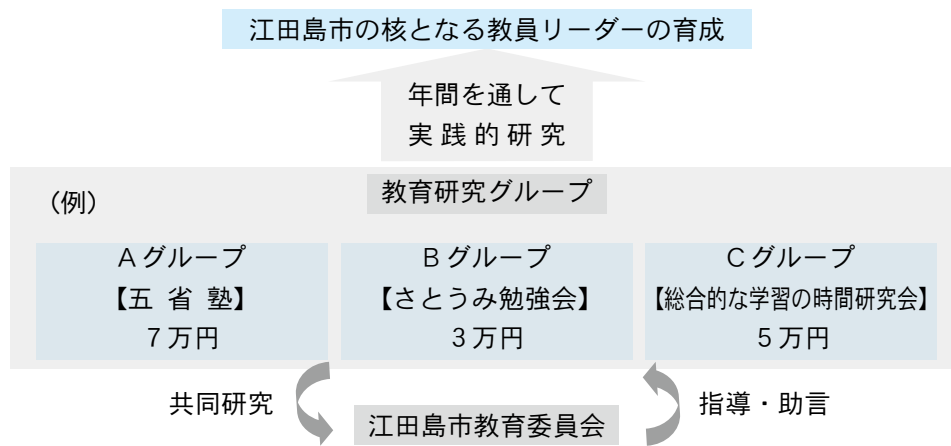 江田島市の核となる教員リーダーの育成
年間を通して
実践的研究
教育研究グループ
（例）
Aグループ
【五省塾】
7万円
Bグループ
【さとうみ勉強会】
3万円
Cグループ
【総合的な学習の時間研究会】
5万円
共同研究
指導・助言
江田島市教育委員会